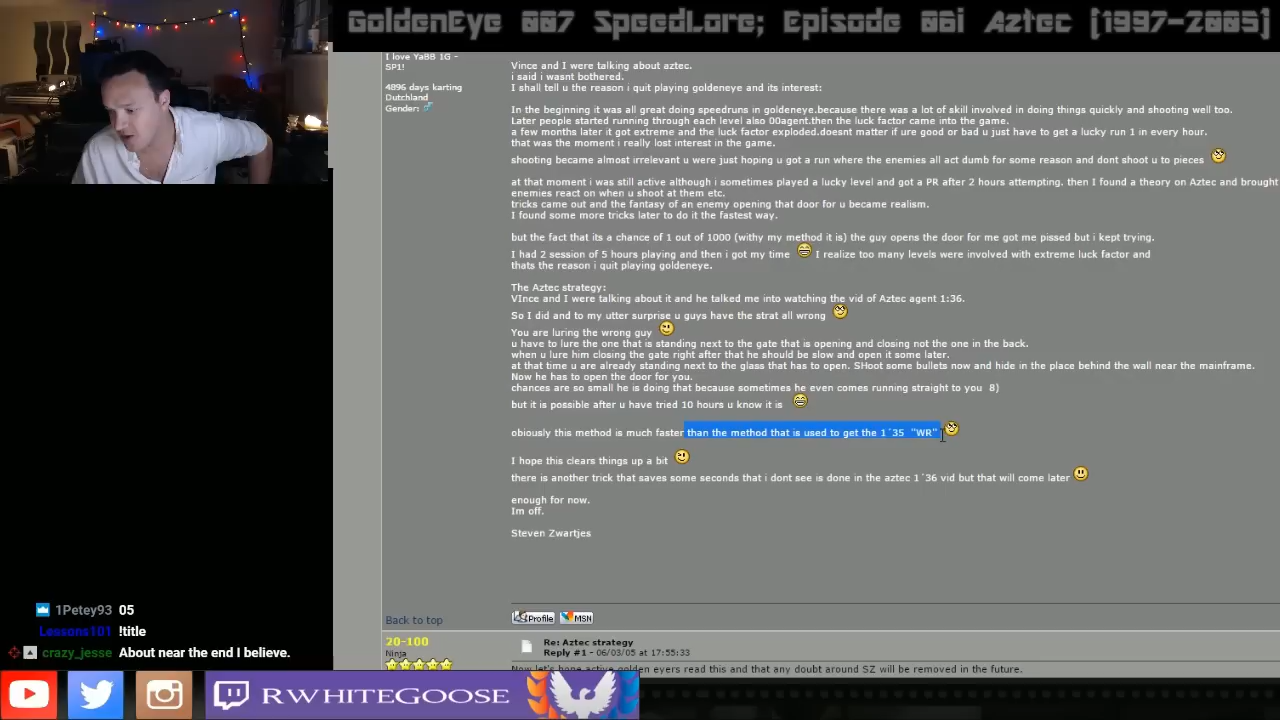 GoldenEye 007 SpeedLore; Episode 06i Aztec [1997-2005]
I love YaBB 1G -
SP1!
4896 days karting
Dutchland
Gender:
Vince and I were talking about aztec.
i said i wasnt bothered.
I shall tell u the reason i quit playing goldeneye and its interest:
In the beginning it was all great doing speedruns in goldeneye.because there was a lot of skill involved in doing things quickly and shooting well too.
Later people started running through each level also 00agent.then the luck factor came into the game.
a few months later it got extreme and the luck factor exploded.doesnt matter if ure good or bad u just have to get a lucky run 1 in every hour.
that was the moment i really lost interest in the game.
shooting became almost irrelevant u were just hoping u got a run where the enemies all act dumb for some reason and dont shoot u to pieces
at that moment i was still active although i sometimes played a lucky level and got a PR after 2 hours attempting. then I found a theory on Aztec and brought
enemies react on when u shoot at them etc.
tricks came out and the fantasy of an enemy opening that door for u became realism.
I found some more tricks later to do it the fastest way.
but the fact that its a chance of 1 out of 1000 (withy my method it is) the guy opens the door for me got me pissed but i kept trying.
I had 2 session of 5 hours playing and then i got my time I realize too many levels were involved with extreme luck factor and
thats the reason i quit playing goldeneye.
The Aztec strategy:
VInce and I were talking about it and he talked me into watching the vid of Aztec agent 1:36.
So I did and to my utter surprise u guys have the strat all wrong
You are luring the wrong guy
u have to lure the one that is standing next to the gate that is opening and closing not the one in the back.
when u lure him closing the gate right after that he should be slow and open it some later.
at that time u are already standing next to the glass that has to open. SHoot some bullets now and hide in the place behind the wall near the mainframe.
Now he has to open the door for you.
chances are so small he is doing that because sometimes he even comes running straight to you 8)
but it is possible after u have tried 10 hours u know it is
obiously this method is much faster than the method that is used to get the 1´35 "WR"
I hope this clears things up a bit
there is another trick that saves some seconds that i dont see is done in the aztec 1´36 vid but that will come later
enough for now.
Im off.
Steven Zwartjes
Back to top
Profile
MSN
20-100
Ninja
Re: Aztec strategy
Reply #1 - 06/03/05 at 17:55:33
Now let's hope active golden eyers read this and that any doubt around SZ will be removed in the future.
1Petey93 05
Lessons101 !title
crazy_jesse About near the end I believe.
RWHITEGOOSE